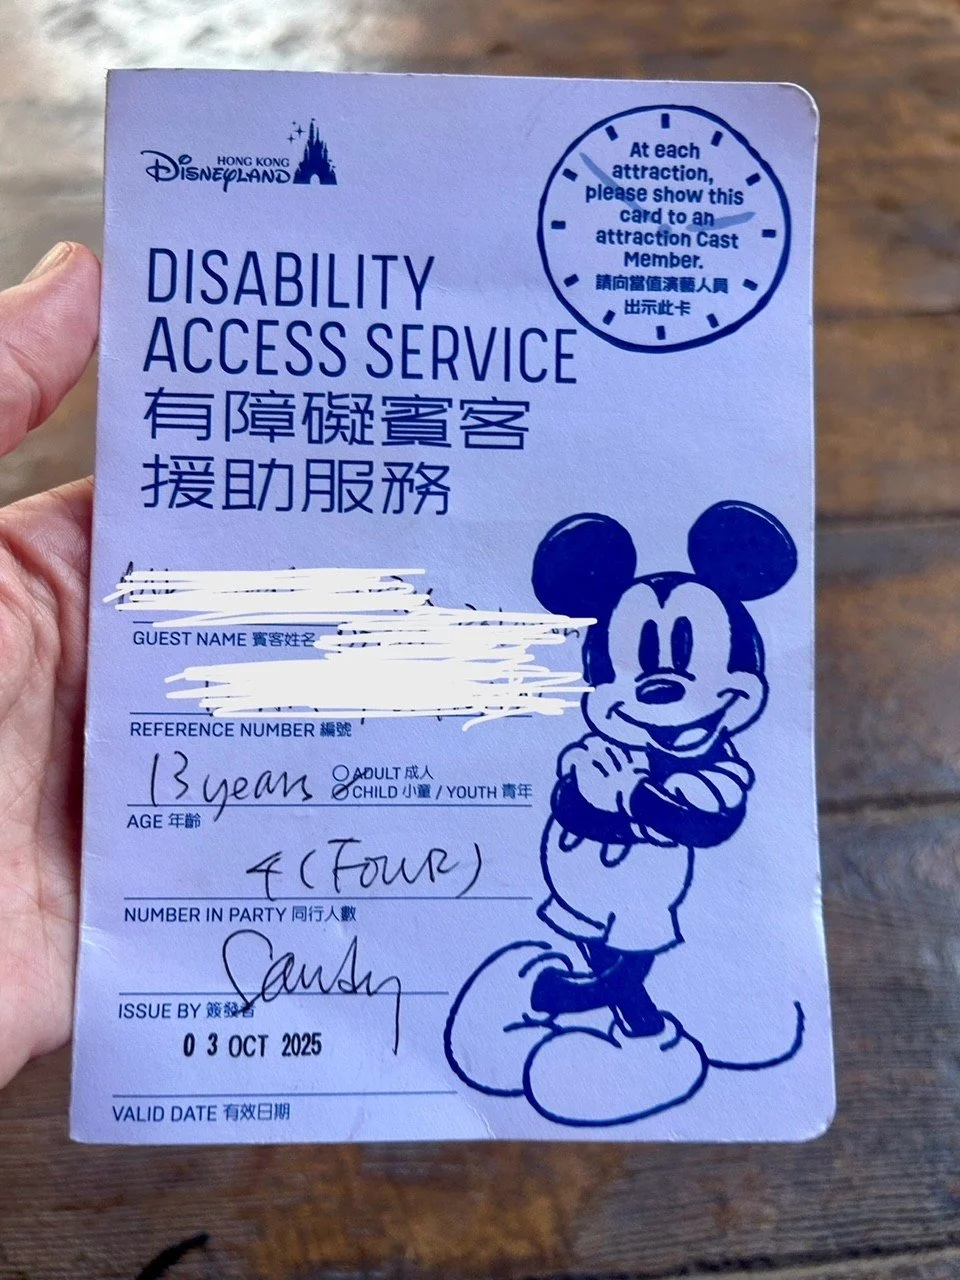 HONG KONG
DISNEYLAND
At each
attraction,
please show this
card to an
attraction Cast
Member.
請向當值演藝人員
出示此卡
DISABILITY
ACCESS SERVICE
有障礙賓客
援助服務
GUEST NAME 賓客姓名
REFERENCE NUMBER 編號
13 years
ADULT 成人
CHILD 小童 / YOUTH 青年
AGE 年齡
4 (FOUR)
NUMBER IN PARTY 同行人數
Sandy
ISSUE BY 簽發者
03 OCT 2025
VALID DATE 有效日期